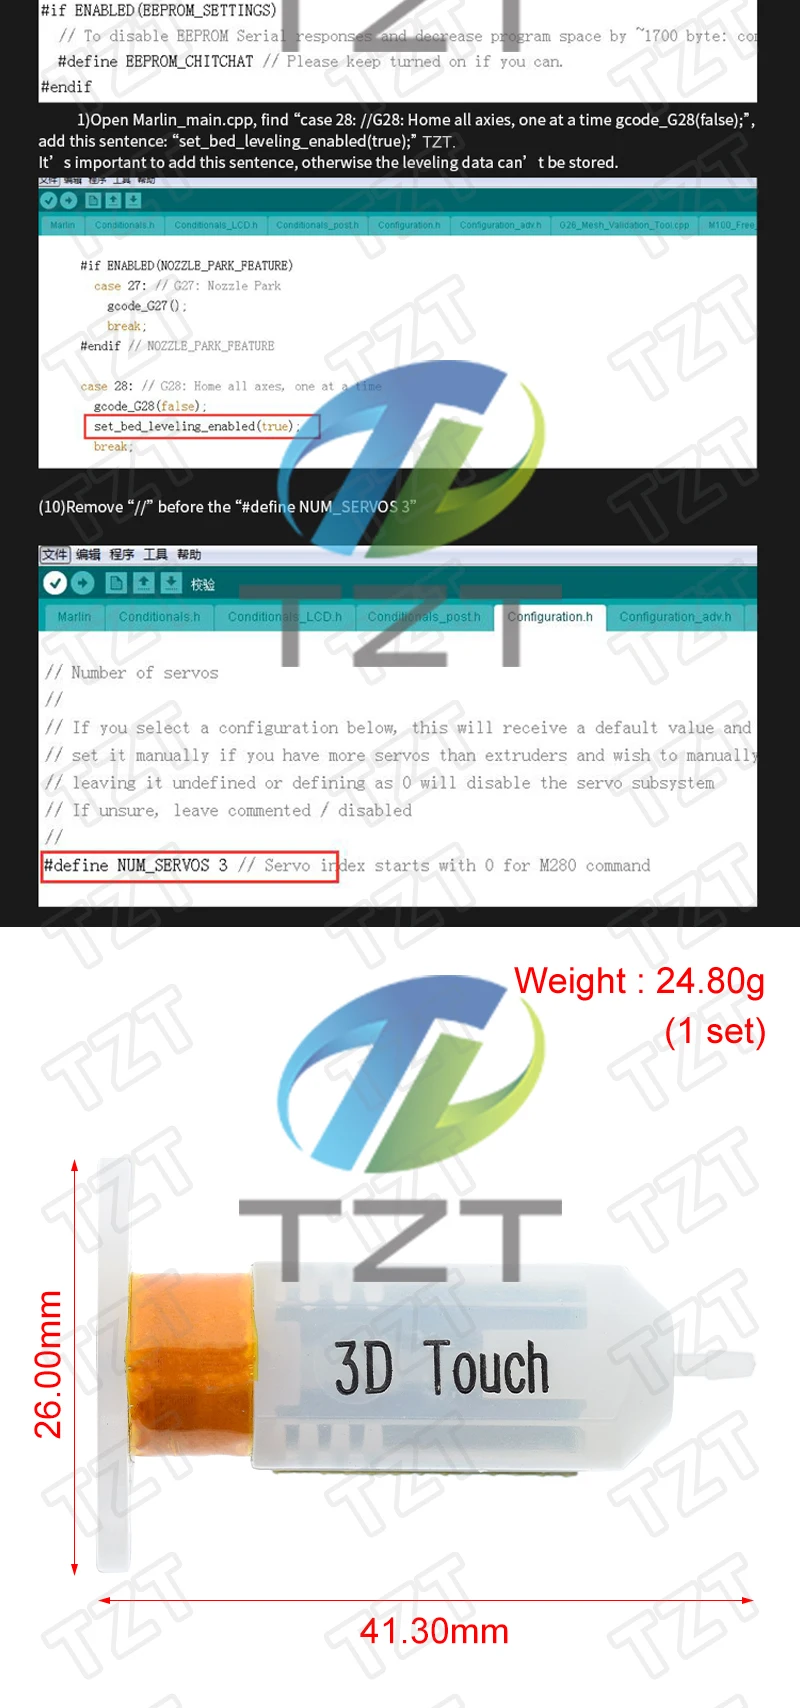 #if ENABLED(EEPROM_SETTINGS)
// To disable EEPROM Serial responses and decrease program space by ~1700 byte: con
#define EEPROM_CHITCHAT // Please keep turned on if you can.
#endif
1)Open Marlin_main.cpp, find “case 28: //G28: Home all axies, one at a time gcode_G28(false);”,
add this sentence: “set_bed_leveling_enabled(true);” TZT.
It’s important to add this sentence, otherwise the leveling data can’t be stored.
文件 编辑 程序 工具 帮助
Marlin Conditionals.h Conditionals_LCD.h Conditionals_post.h Configuration.h Configuration_adv.h G26_Mesh_Validation_Tool.cpp M100_Free_
#if ENABLED(NOZZLE_PARK_FEATURE)
case 27: // G27: Nozzle Park
gcode_G27();
break;
#endif // NOZZLE_PARK_FEATURE
case 28: // G28: Home all axes, one at a time
gcode_G28(false);
set_bed_leveling_enabled(true);
break;
(10)Remove “//” before the “#define NUM_SERVOS 3”
文件 编辑 程序 工具 帮助
校验
Marlin Conditionals.h Conditionals_LCD.h Conditionals_post.h Configuration.h Configuration_adv.h
TZT
// Number of servos
//
// If you select a configuration below, this will receive a default value and
// set it manually if you have more servos than extruders and wish to manually
// leaving it undefined or defining as 0 will disable the servo subsystem
// If unsure, leave commented / disabled
//
#define NUM_SERVOS 3 // Servo index starts with 0 for M280 command
Weight : 24.80g
(1 set)
TZT
26.00mm
3D Touch
41.30mm